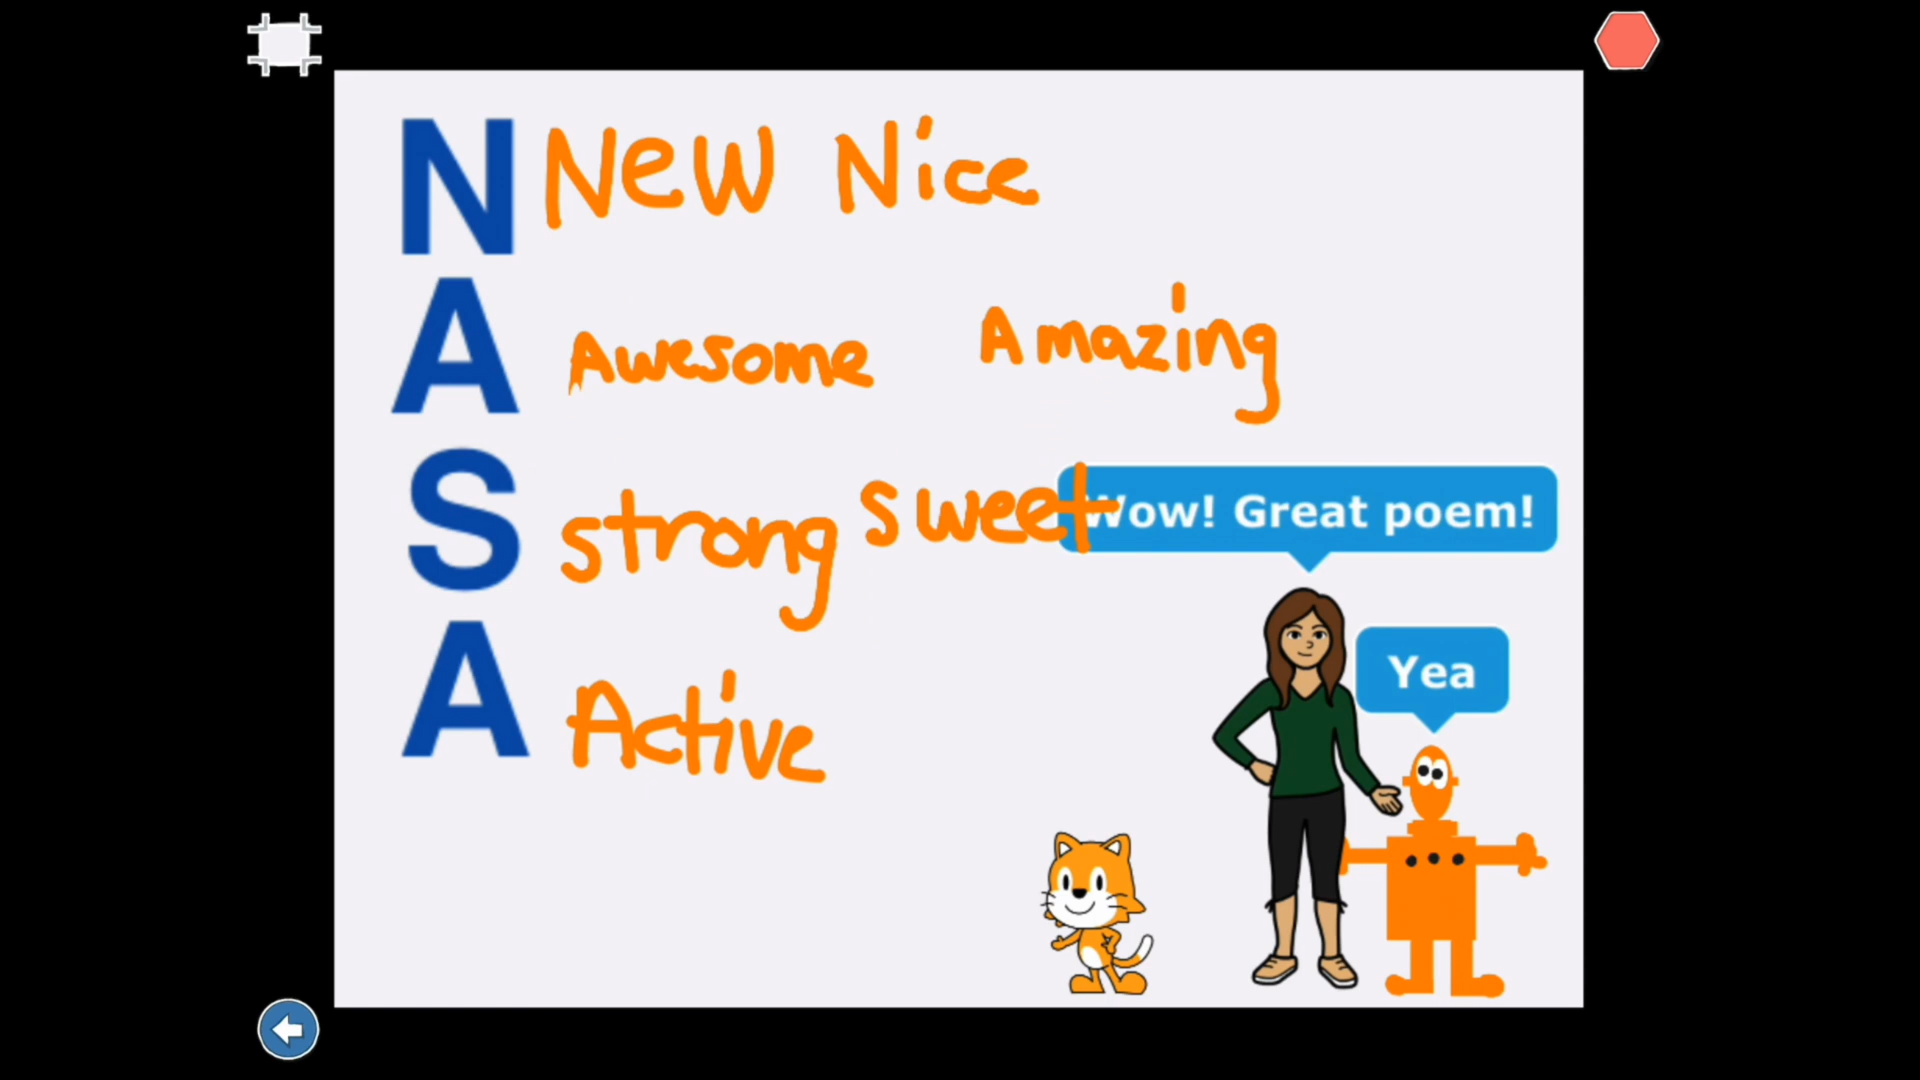 N NeW Nice
A Awesome Amazing
S strong sweet
Wow! Great poem!
A Active
Yea